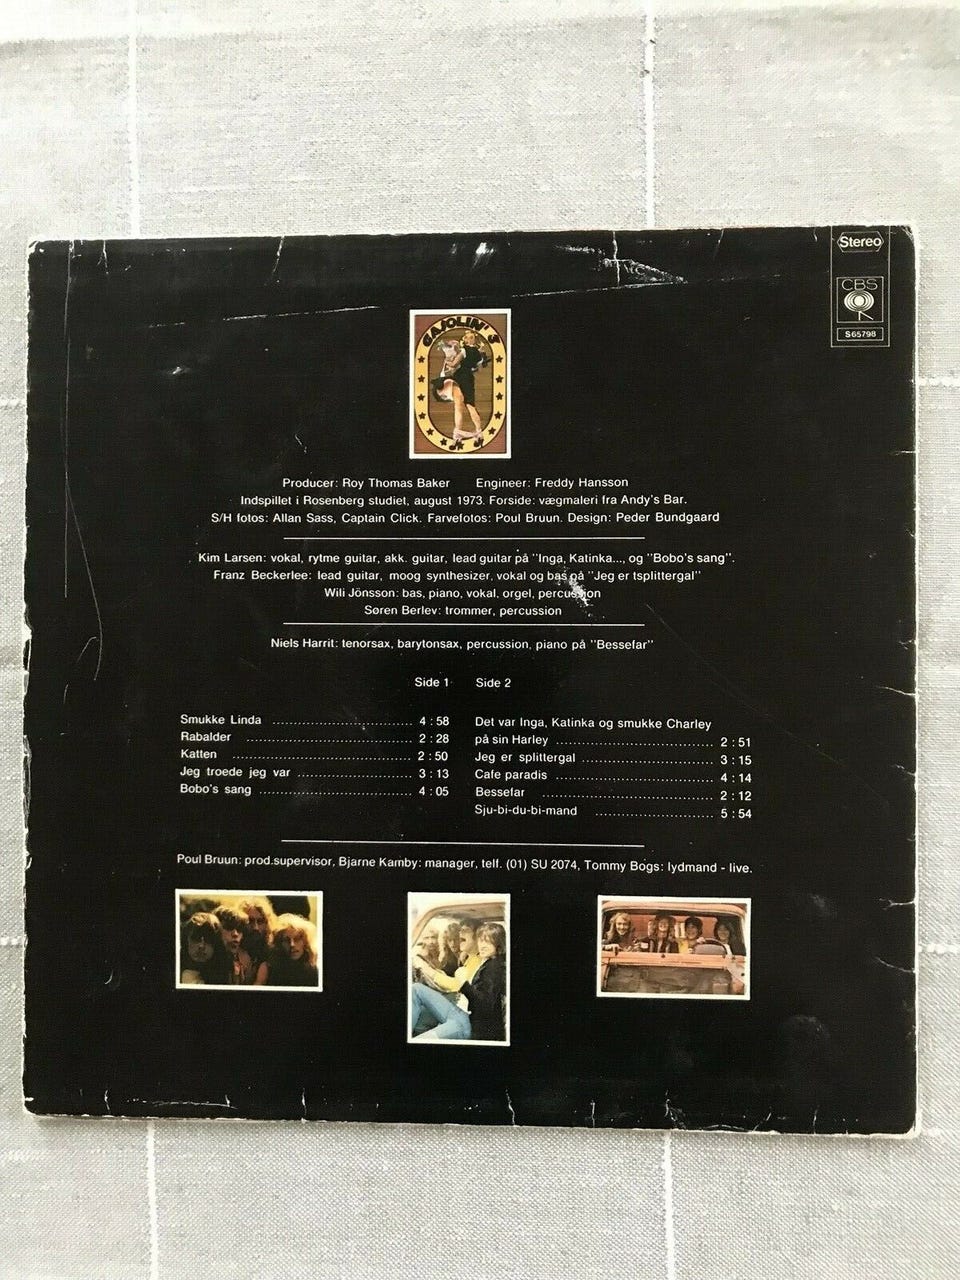 Stereo
CBS
S 65798
GASOLIN' 3
Producer: Roy Thomas Baker Engineer: Freddy Hansson
Indspillet i Rosenberg studiet, august 1973. Forside: vægmaleri fra Andy's Bar.
S/H fotos: Allan Sass, Captain Click. Farvefotos: Poul Bruun. Design: Peder Bundgaard
Kim Larsen: vokal, rytme guitar, akk. guitar, lead guitar på "Inga, Katinka..., og "Bobo's sang".
Franz Beckerlee: lead guitar, moog synthesizer, vokal og bas på "Jeg er tsplittergal"
Wili Jönsson: bas, piano, vokal, orgel, percussion
Søren Berlev: trommer, percussion
Niels Harrit: tenorsax, barytonsax, percussion, piano på "Bessefar"
Side 1 Side 2
Smukke Linda ........................ 4 : 58
Rabalder ........................ 2 : 28
Katten ........................ 2 : 50
Jeg troede jeg var ........................ 3 : 13
Bobo's sang ........................ 4 : 05
Det var Inga, Katinka og smukke Charley
på sin Harley ........................ 2 : 51
Jeg er splittergal ........................ 3 : 15
Cafe paradis ........................ 4 : 14
Bessefar ........................ 2 : 12
Sju-bi-du-bi-mand ........................ 5 : 54
Poul Bruun: prod.supervisor, Bjarne Kamby: manager, telf. (01) SU 2074, Tommy Bogs: lydmand - live.